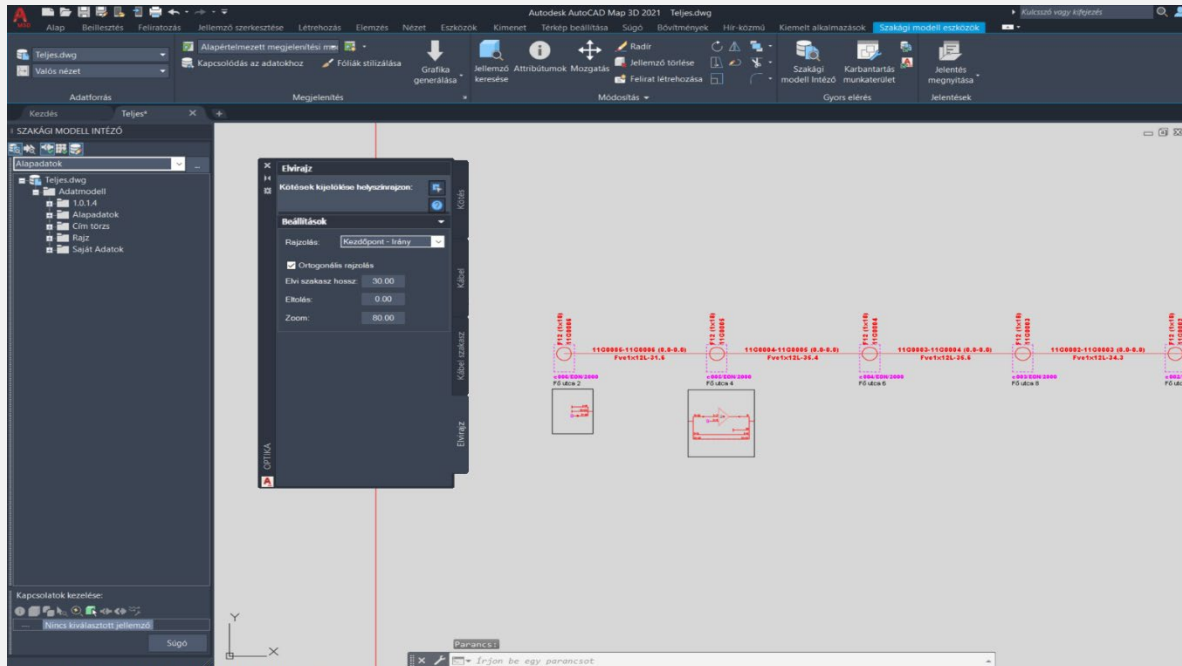 Autodesk AutoCAD Map 3D 2021 Teljes.dwg
Kulcsszó vagy kifejezés
Alap Beillesztés Feliratozás Jellemző szerkesztése Létrehozás Elemzés Nézet Eszközök Kimenet Térkép beállítása Súgó Bővítmények Hír-közmű Kiemelt alkalmazások Szakági modell eszközök
Teljes.dwg
Valós nézet
Adatforrás
Alapértelmezett megjelenítési
Kapcsolódás az adatokhoz
Fóliák stilizálása
Grafika
generálása
Megjelenítés
Jellemző
keresése
Attribútumok
Mozgatás
Radír
Jellemző törlése
Felirat létrehozása
Módosítás
Szakági
modell Intéző
Karbantartás
munkaterület
Gyors elérés
Jelentés
megnyitása
Jelentések
Kezdés Teljes*
SZAKÁGI MODELL INTÉZŐ
Alapadatok
Teljes.dwg
Adatmodell
1.0.1.4
Alapadatok
Cím törzs
Rajz
Saját Adatok
Kapcsolatok kezelése:
Nincs kiválasztott jellemző
Súgó
Elvirajz
Kötések kijelölése helyszínrajzon:
Beállítások
Rajzolás: Kezdőpont - Irány
Ortogonális rajzolás
Elvi szakasz hossz: 30.00
Eltolás: 0.00
Zoom: 80.00
Kötés
Kábel
Kábel szakasz
Elvirajz
OPTIKA
Fő utca 2
Fő utca 4
Fő utca 6
Fő utca 8
Y
X
Parancs:
Írjon be egy parancsot